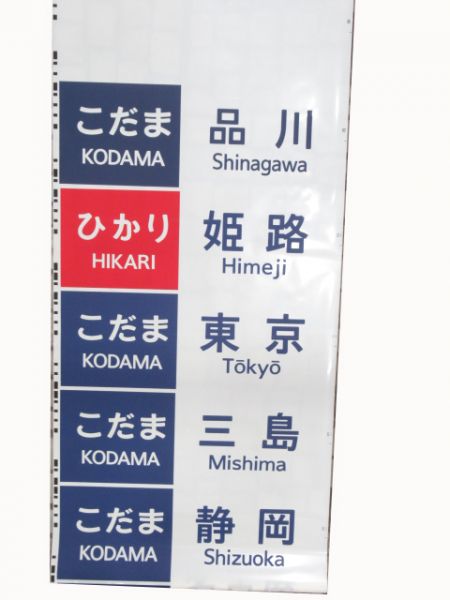 こだま 品川
KODAMA Shinagawa
ひかり 姫路
HIKARI Himeji
こだま 東京
KODAMA Tōkyō
こだま 三島
KODAMA Mishima
こだま 静岡
KODAMA Shizuoka